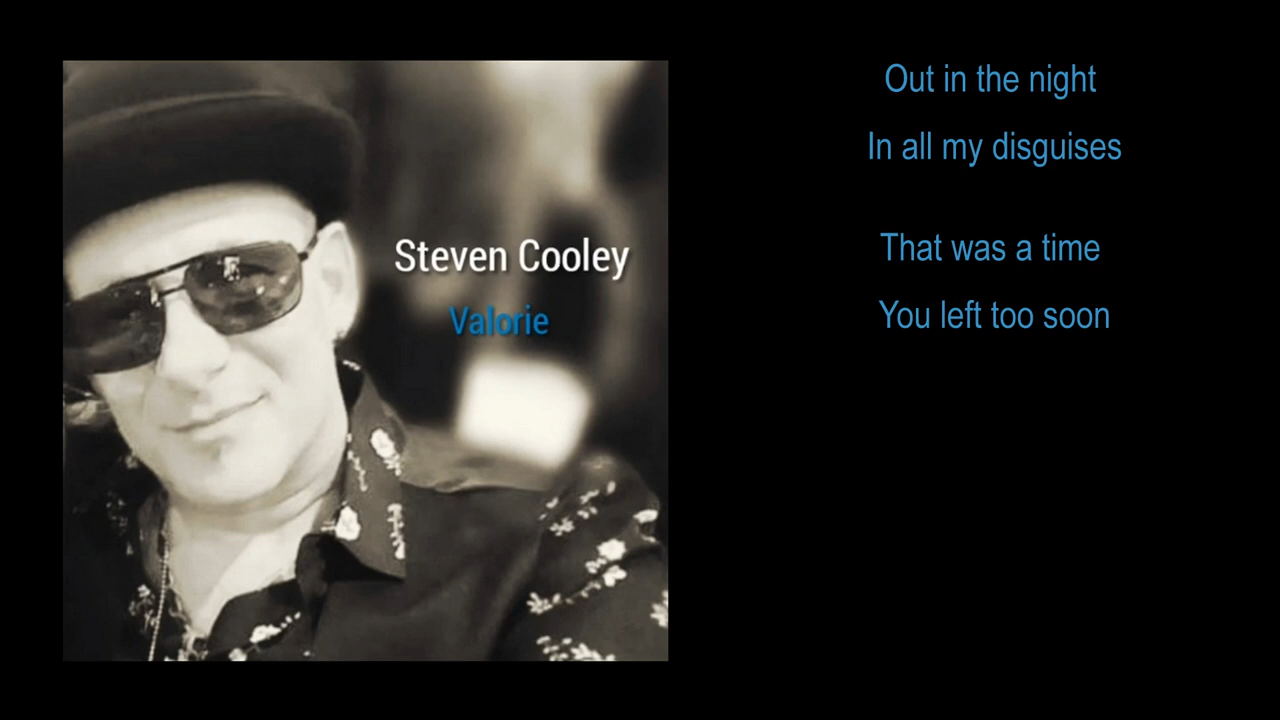 Steven Cooley
Valorie
Out in the night
In all my disguises
That was a time
You left too soon